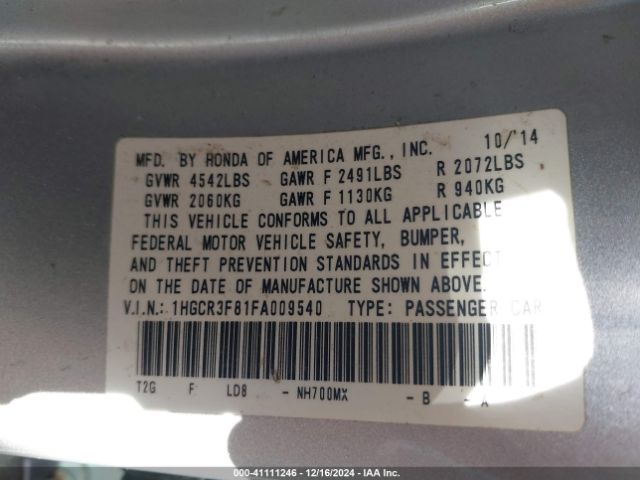 MFD. BY HONDA OF AMERICA MFG., INC. 10/'14
GVWR 4542LBS GAWR F 2491LBS R 2072LBS
GVWR 2060KG GAWR F 1130KG R 940KG
THIS VEHICLE CONFORMS TO ALL APPLICABLE
FEDERAL MOTOR VEHICLE SAFETY, BUMPER,
AND THEFT PREVENTION STANDARDS IN EFFECT
ON THE DATE OF MANUFACTURE SHOWN ABOVE.
V.I.N.: 1HGCR3F81FA009540 TYPE: PASSENGER CAR
T2G F LD8 - NH700MX - B - A
000-41111246 - 12/16/2024 - IAA Inc.